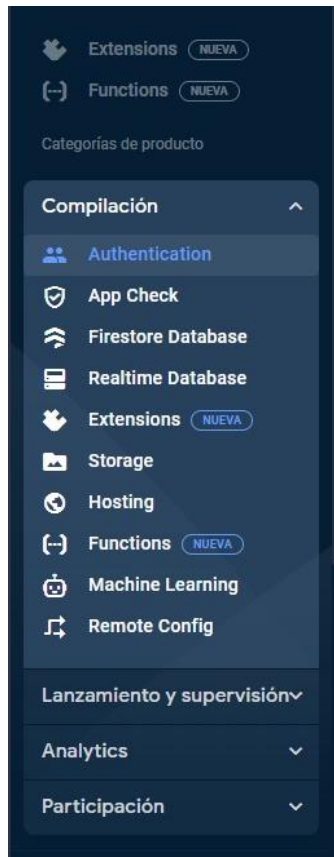 Extensions NUEVA
Functions NUEVA
Categorías de producto
Compilación
Authentication
App Check
Firestore Database
Realtime Database
Extensions NUEVA
Storage
Hosting
Functions NUEVA
Machine Learning
Remote Config
Lanzamiento y supervisión
Analytics
Participación